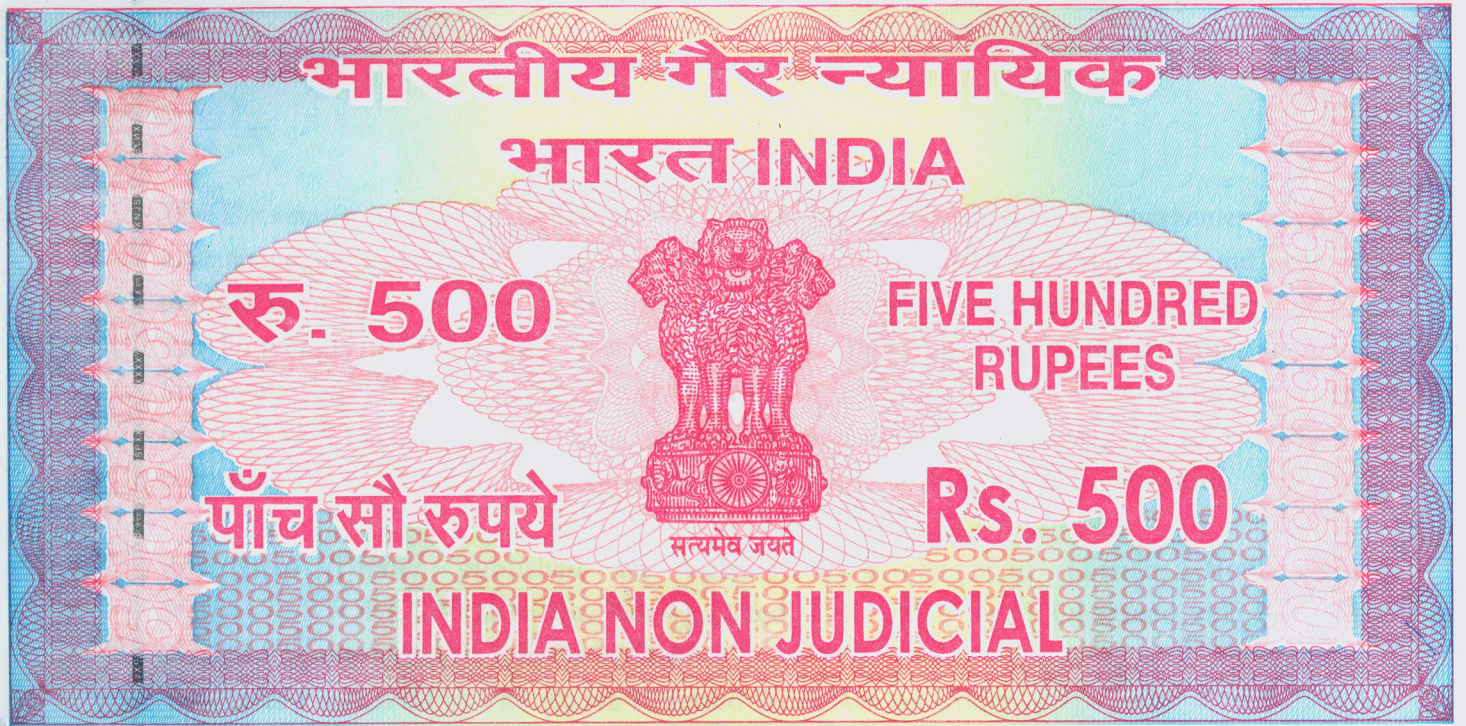 भारतीय गैर न्यायिक
भारत INDIA
रु. 500
FIVE HUNDRED
RUPEES
पाँच सौ रुपये
Rs. 500
सत्यमेव जयते
INDIA NON JUDICIAL